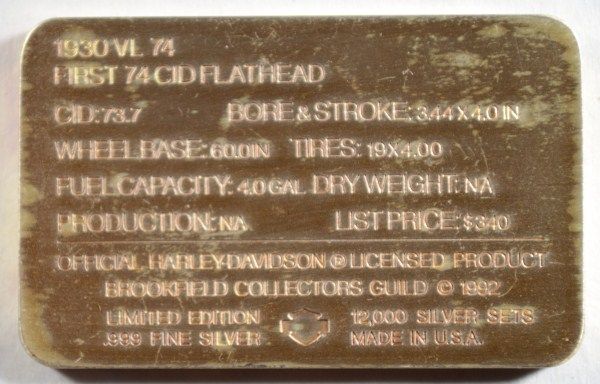 1930 VL 74
FIRST 74 CID FLATHEAD
CID: 73.7 BORE & STROKE: 3.44 X 4.0 IN
WHEELBASE: 60.0 IN TIRES: 19 X 4.00
FUEL CAPACITY: 4.0 GAL DRY WEIGHT: NA
PRODUCTION: NA LIST PRICE: $340
OFFICIAL HARLEY-DAVIDSON ® LICENSED PRODUCT
BROOKFIELD COLLECTORS GUILD © 1992
LIMITED EDITION 12,000 SILVER SETS
.999 FINE SILVER MADE IN U.S.A.